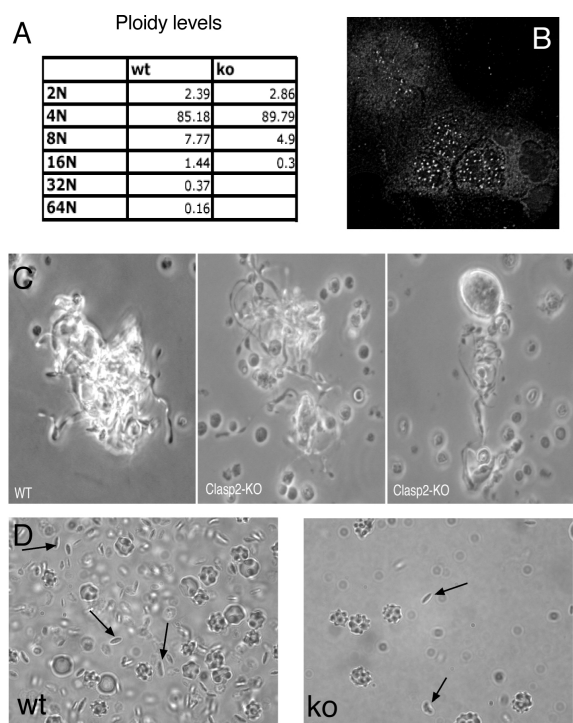 A
Ploidy levels
B
wt ko
2N 2.39 2.86
4N 85.18 89.79
8N 7.77 4.9
16N 1.44 0.3
32N 0.37
64N 0.16
C
WT
Clasp2-KO
Clasp2-KO
D
wt
ko